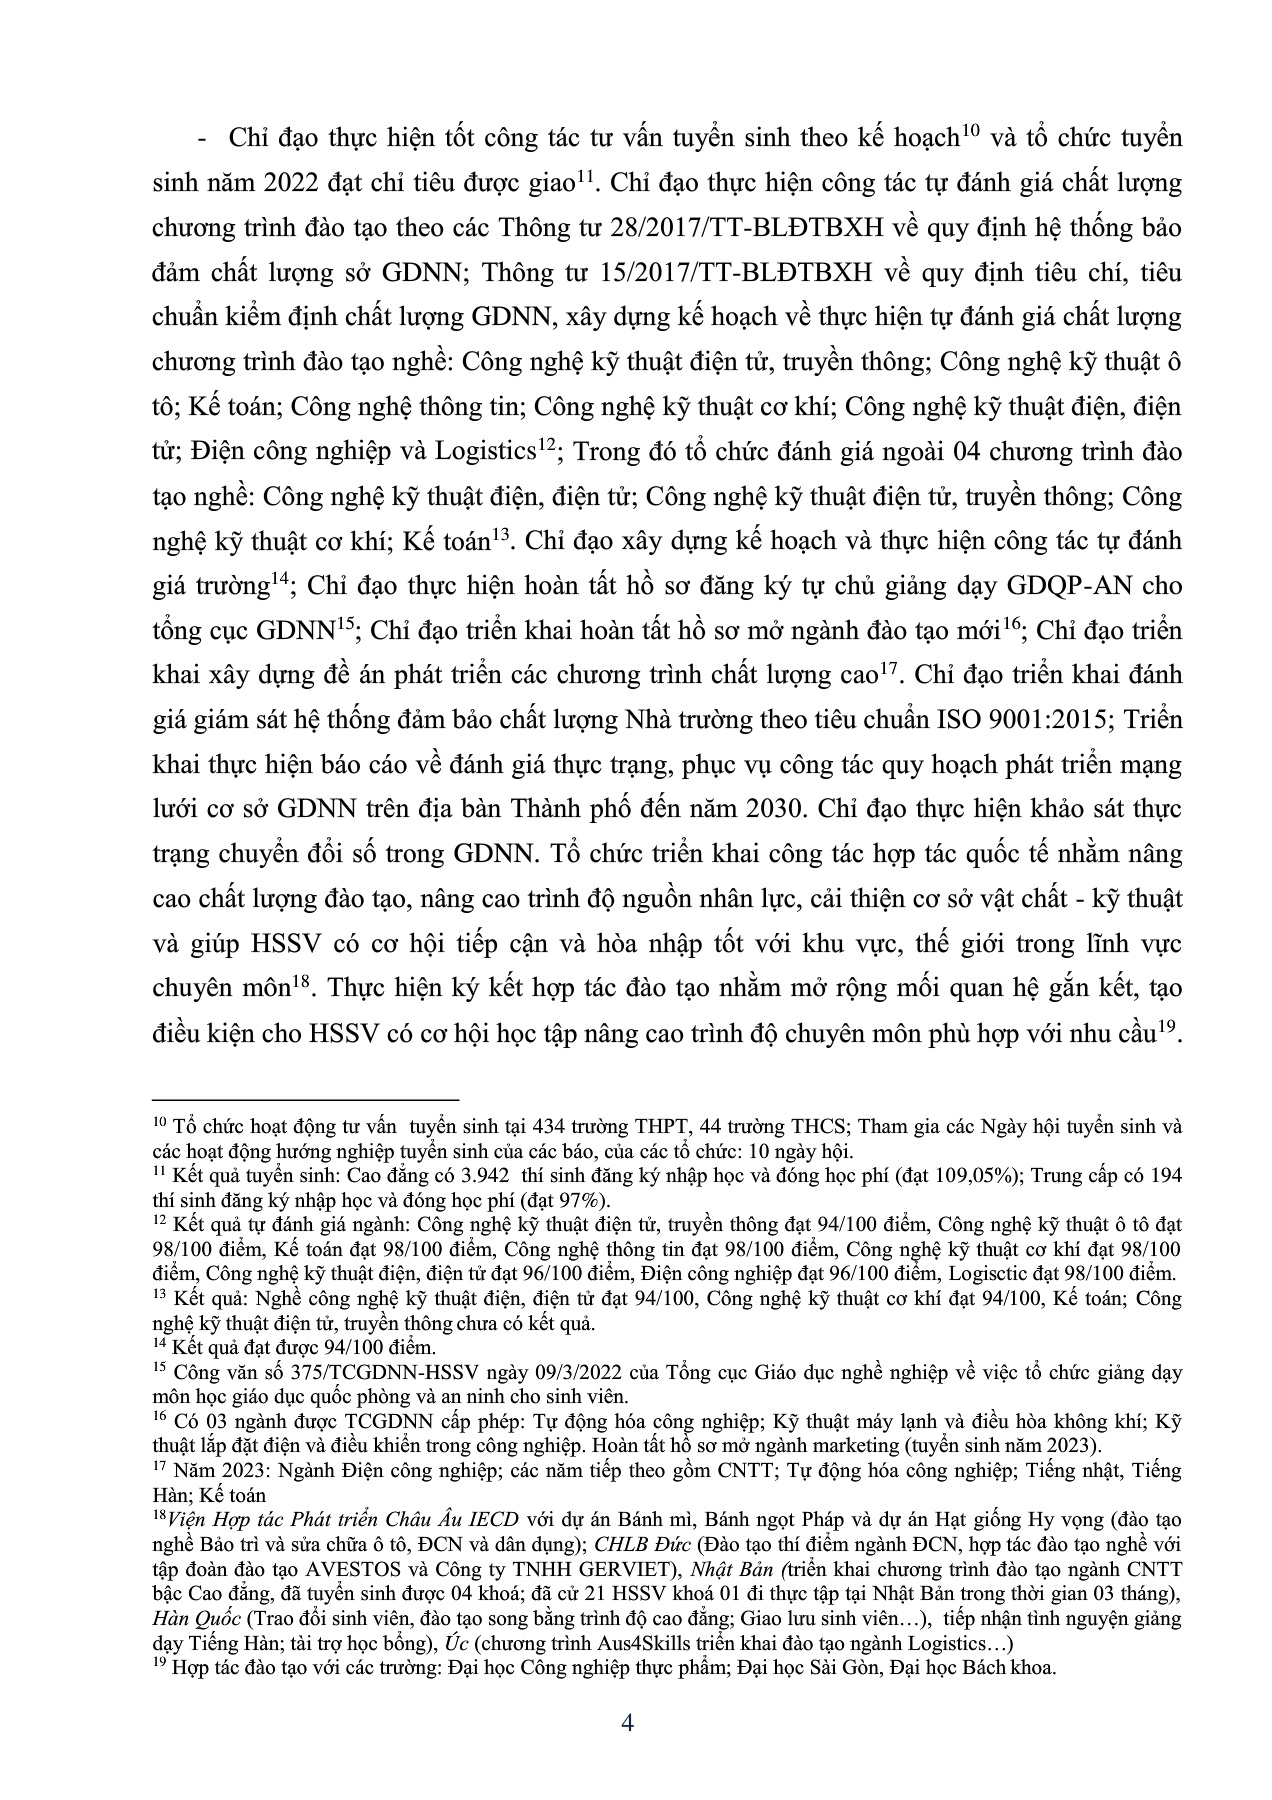 - Chỉ đạo thực hiện tốt công tác tư vấn tuyển sinh theo kế hoạch10 và tổ chức tuyển
sinh năm 2022 đạt chỉ tiêu được giao11. Chỉ đạo thực hiện công tác tự đánh giá chất lượng
chương trình đào tạo theo các Thông tư 28/2017/TT-BLĐTBXH về quy định hệ thống bảo
đảm chất lượng sở GDNN; Thông tư 15/2017/TT-BLĐTBXH về quy định tiêu chí, tiêu
chuẩn kiểm định chất lượng GDNN, xây dựng kế hoạch về thực hiện tự đánh giá chất lượng
chương trình đào tạo nghề: Công nghệ kỹ thuật điện tử, truyền thông; Công nghệ kỹ thuật ô
tô; Kế toán; Công nghệ thông tin; Công nghệ kỹ thuật cơ khí; Công nghệ kỹ thuật điện, điện
tử; Điện công nghiệp và Logistics12; Trong đó tổ chức đánh giá ngoài 04 chương trình đào
tạo nghề: Công nghệ kỹ thuật điện, điện tử; Công nghệ kỹ thuật điện tử, truyền thông; Công
nghệ kỹ thuật cơ khí; Kế toán13. Chỉ đạo xây dựng kế hoạch và thực hiện công tác tự đánh
giá trường14; Chỉ đạo thực hiện hoàn tất hồ sơ đăng ký tự chủ giảng dạy GDQP-AN cho
tổng cục GDNN15; Chỉ đạo triển khai hoàn tất hồ sơ mở ngành đào tạo mới16; Chỉ đạo triển
khai xây dựng đề án phát triển các chương trình chất lượng cao17. Chỉ đạo triển khai đánh
giá giám sát hệ thống đảm bảo chất lượng Nhà trường theo tiêu chuẩn ISO 9001:2015; Triển
khai thực hiện báo cáo về đánh giá thực trạng, phục vụ công tác quy hoạch phát triển mạng
lưới cơ sở GDNN trên địa bàn Thành phố đến năm 2030. Chỉ đạo thực hiện khảo sát thực
trạng chuyển đổi số trong GDNN. Tổ chức triển khai công tác hợp tác quốc tế nhằm nâng
cao chất lượng đào tạo, nâng cao trình độ nguồn nhân lực, cải thiện cơ sở vật chất - kỹ thuật
và giúp HSSV có cơ hội tiếp cận và hòa nhập tốt với khu vực, thế giới trong lĩnh vực
chuyên môn18. Thực hiện ký kết hợp tác đào tạo nhằm mở rộng mối quan hệ gắn kết, tạo
điều kiện cho HSSV có cơ hội học tập nâng cao trình độ chuyên môn phù hợp với nhu cầu19.
10 Tổ chức hoạt động tư vấn tuyển sinh tại 434 trường THPT, 44 trường THCS; Tham gia các Ngày hội tuyển sinh và
các hoạt động hướng nghiệp tuyển sinh của các báo, của các tổ chức: 10 ngày hội.
11 Kết quả tuyển sinh: Cao đẳng có 3.942 thí sinh đăng ký nhập học và đóng học phí (đạt 109,05%); Trung cấp có 194
thí sinh đăng ký nhập học và đóng học phí (đạt 97%).
12 Kết quả tự đánh giá ngành: Công nghệ kỹ thuật điện tử, truyền thông đạt 94/100 điểm, Công nghệ kỹ thuật ô tô đạt
98/100 điểm, Kế toán đạt 98/100 điểm, Công nghệ thông tin đạt 98/100 điểm, Công nghệ kỹ thuật cơ khí đạt 98/100
điểm, Công nghệ kỹ thuật điện, điện tử đạt 96/100 điểm, Điện công nghiệp đạt 96/100 điểm, Logisctic đạt 98/100 điểm.
13 Kết quả: Nghề công nghệ kỹ thuật điện, điện tử đạt 94/100, Công nghệ kỹ thuật cơ khí đạt 94/100, Kế toán; Công
nghệ kỹ thuật điện tử, truyền thông chưa có kết quả.
14 Kết quả đạt được 94/100 điểm.
15 Công văn số 375/TCGDNN-HSSV ngày 09/3/2022 của Tổng cục Giáo dục nghề nghiệp về việc tổ chức giảng dạy
môn học giáo dục quốc phòng và an ninh cho sinh viên.
16 Có 03 ngành được TCGDNN cấp phép: Tự động hóa công nghiệp; Kỹ thuật máy lạnh và điều hòa không khí; Kỹ
thuật lắp đặt điện và điều khiển trong công nghiệp. Hoàn tất hồ sơ mở ngành marketing (tuyển sinh năm 2023).
17 Năm 2023: Ngành Điện công nghiệp; các năm tiếp theo gồm CNTT; Tự động hóa công nghiệp; Tiếng nhật, Tiếng
Hàn; Kế toán
18Viện Hợp tác Phát triển Châu Âu IECD với dự án Bánh mì, Bánh ngọt Pháp và dự án Hạt giống Hy vọng (đào tạo
nghề Bảo trì và sửa chữa ô tô, ĐCN và dân dụng); CHLB Đức (Đào tạo thí điểm ngành ĐCN, hợp tác đào tạo nghề với
tập đoàn đào tạo AVESTOS và Công ty TNHH GERVIET), Nhật Bản (triển khai chương trình đào tạo ngành CNTT
bậc Cao đẳng, đã tuyển sinh được 04 khoá; đã cử 21 HSSV khoá 01 đi thực tập tại Nhật Bản trong thời gian 03 tháng),
Hàn Quốc (Trao đổi sinh viên, đào tạo song bằng trình độ cao đẳng; Giao lưu sinh viên…), tiếp nhận tình nguyện giảng
dạy Tiếng Hàn; tài trợ học bổng), Úc (chương trình Aus4Skills triển khai đào tạo ngành Logistics…)
19 Hợp tác đào tạo với các trường: Đại học Công nghiệp thực phẩm; Đại học Sài Gòn, Đại học Bách khoa.
4